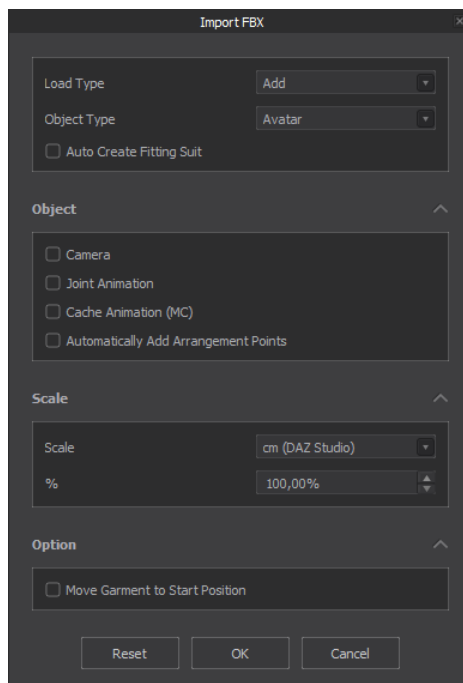 Import FBX
Load Type Add
Object Type Avatar
Auto Create Fitting Suit
Object
Camera
Joint Animation
Cache Animation (MC)
Automatically Add Arrangement Points
Scale
Scale cm (DAZ Studio)
% 100,00%
Option
Move Garment to Start Position
Reset OK Cancel